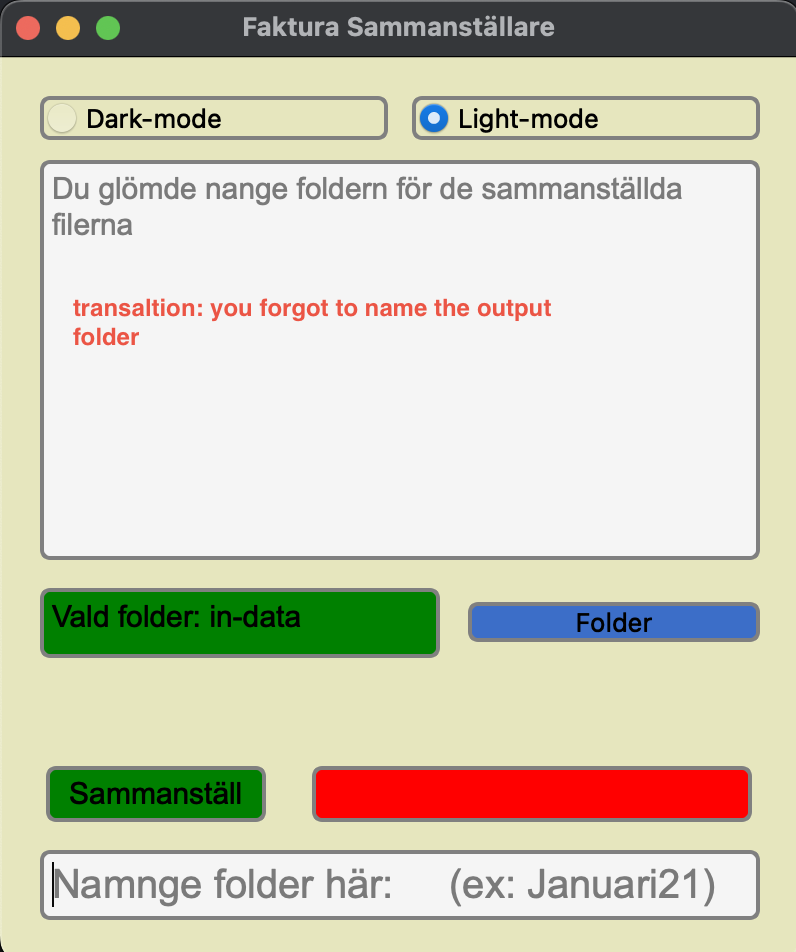 Faktura Sammanställare
Dark-mode
Light-mode
Du glömde nange foldern för de sammanställda
filerna
transaltion: you forgot to name the output
folder
Vald folder: in-data
Folder
Sammanställ
Namnge folder här: (ex: Januari21)